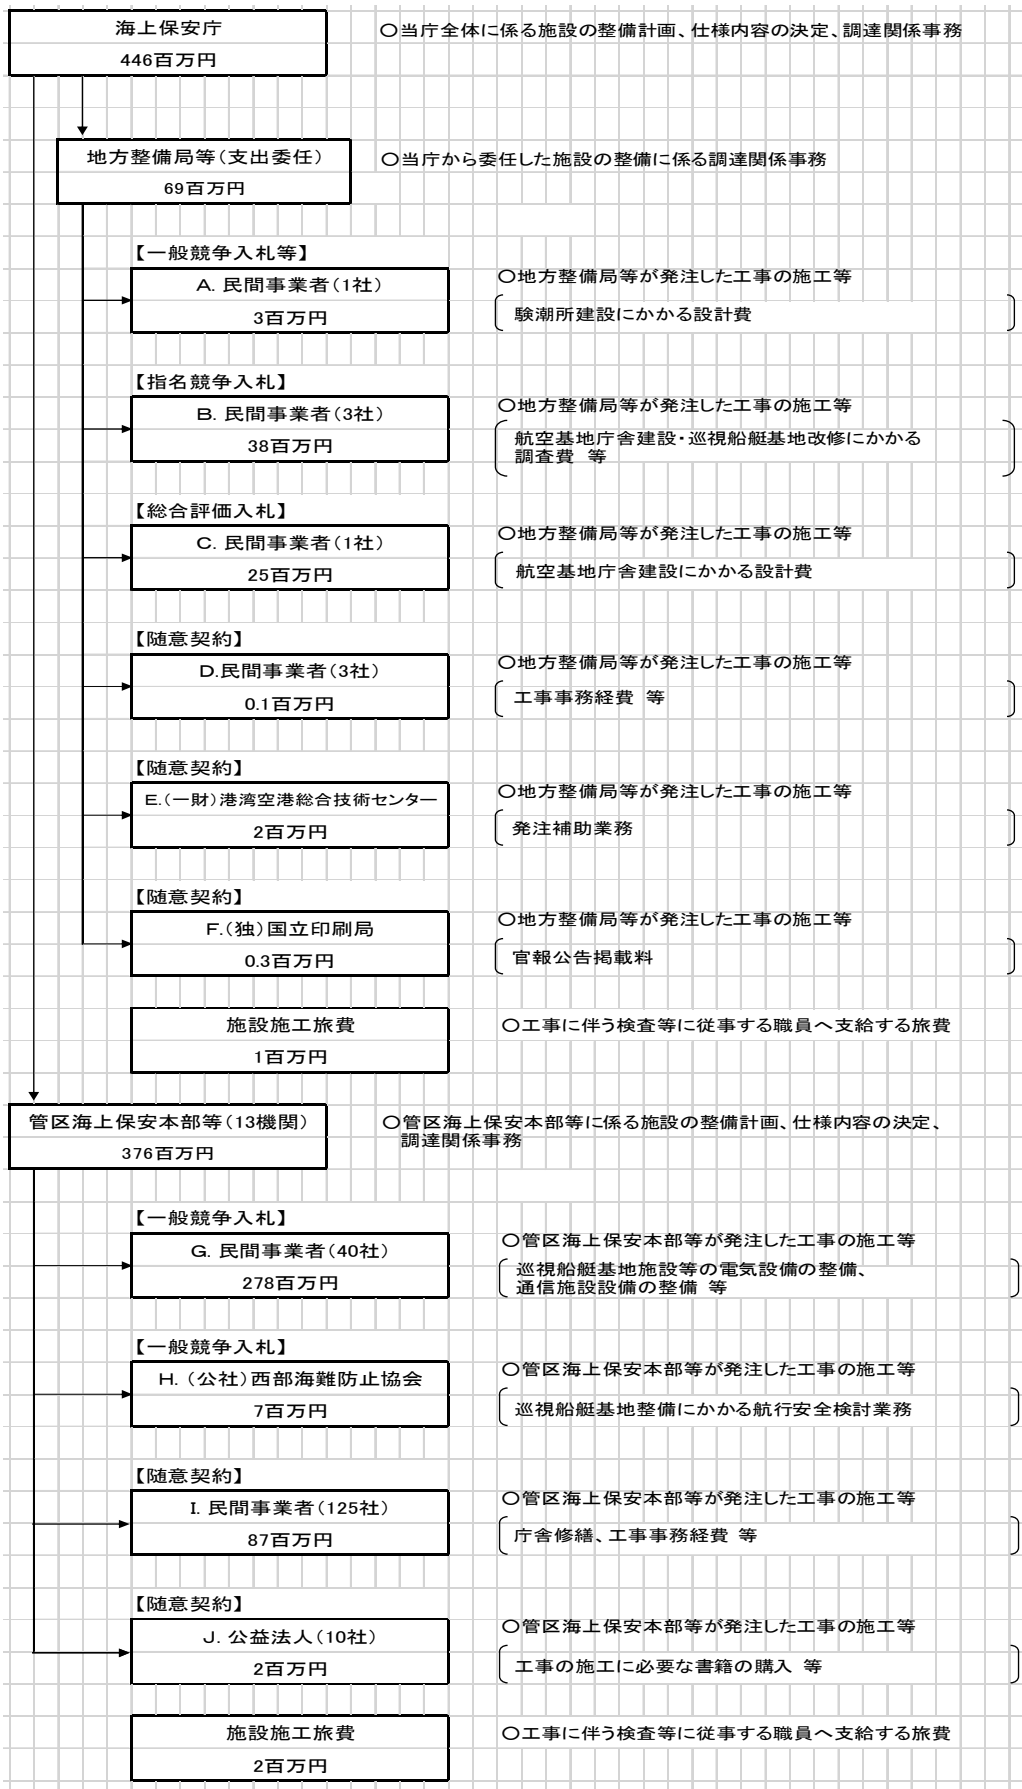 海上保安庁
446百万円
○当庁全体に係る施設の整備計画、仕様内容の決定、調達関係事務
地方整備局等(支出委任)
69百万円
○当庁から委任した施設の整備に係る調達関係事務
【一般競争入札等】
A. 民間事業者(1社)
3百万円
○地方整備局等が発注した工事の施工等
験潮所建設にかかる設計費
【指名競争入札】
B. 民間事業者(3社)
38百万円
○地方整備局等が発注した工事の施工等
航空基地庁舎建設・巡視船艇基地改修にかかる
調査費 等
【総合評価入札】
C. 民間事業者(1社)
25百万円
○地方整備局等が発注した工事の施工等
航空基地庁舎建設にかかる設計費
【随意契約】
D.民間事業者(3社)
0.1百万円
○地方整備局等が発注した工事の施工等
工事事務経費 等
【随意契約】
E.(一財)港湾空港総合技術センター
2百万円
○地方整備局等が発注した工事の施工等
発注補助業務
【随意契約】
F.(独)国立印刷局
0.3百万円
○地方整備局等が発注した工事の施工等
官報公告掲載料
施設施工旅費
1百万円
○工事に伴う検査等に従事する職員へ支給する旅費
管区海上保安本部等(13機関)
376百万円
○管区海上保安本部等に係る施設の整備計画、仕様内容の決定、
調達関係事務
【一般競争入札】
G. 民間事業者(40社)
278百万円
○管区海上保安本部等が発注した工事の施工等
巡視船艇基地施設等の電気設備の整備、
通信施設設備の整備 等
【一般競争入札】
H. (公社)西部海難防止協会
7百万円
○管区海上保安本部等が発注した工事の施工等
巡視船艇基地整備にかかる航行安全検討業務
【随意契約】
I. 民間事業者(125社)
87百万円
○管区海上保安本部等が発注した工事の施工等
庁舎修繕、工事事務経費 等
【随意契約】
J. 公益法人(10社)
2百万円
○管区海上保安本部等が発注した工事の施工等
工事の施工に必要な書籍の購入 等
施設施工旅費
2百万円
○工事に伴う検査等に従事する職員へ支給する旅費